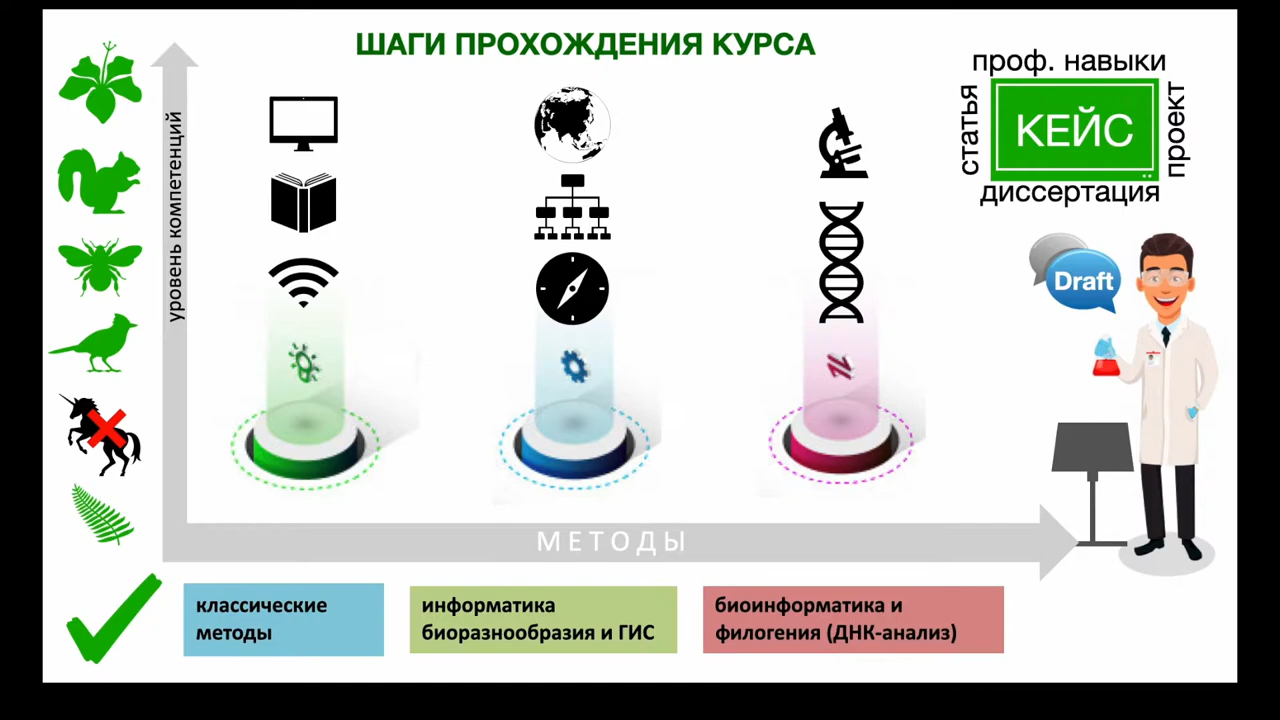 ШАГИ ПРОХОЖДЕНИЯ КУРСА
проф. навыки
статья
КЕЙС
проект
диссертация
уровень компетенций
Draft
МЕТОДЫ
классические
методы
информатика
биоразнообразия и ГИС
биоинформатика и
филогения (ДНК-анализ)